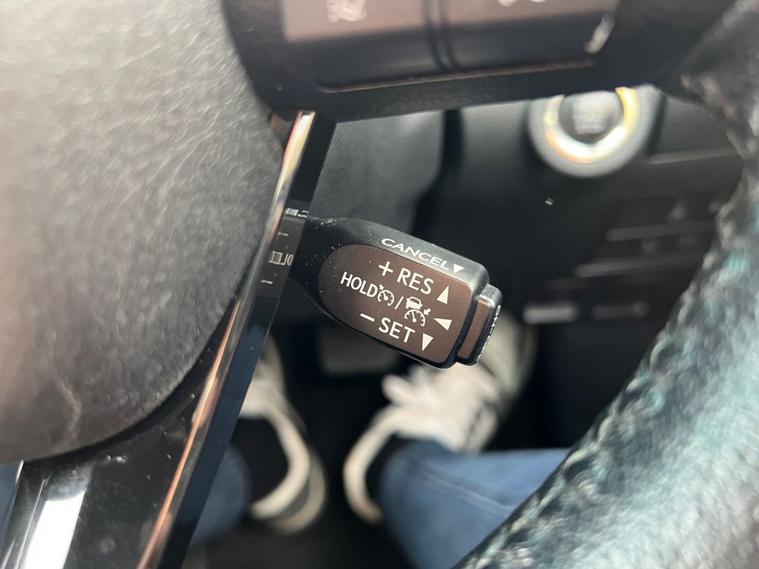 CANCEL▼
+ RES ▲
HOLD /
– SET ▼